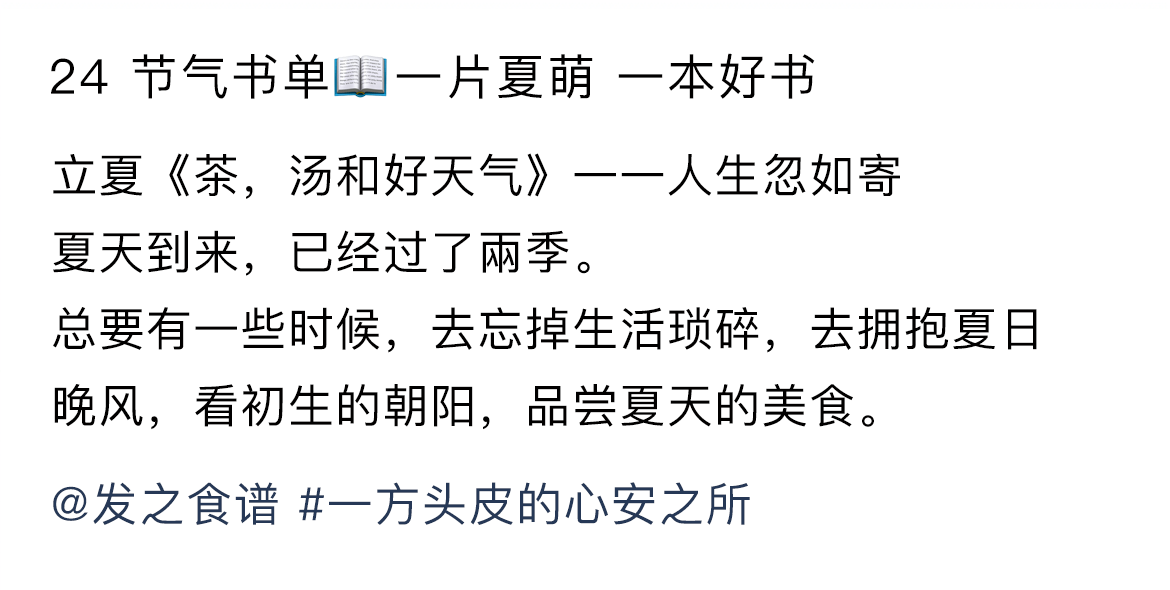 24 节气书单📖一片夏萌 一本好书
立夏《茶，汤和好天气》一一人生忽如寄
夏天到来，已经过了兩季。
总要有一些时候，去忘掉生活琐碎，去拥抱夏日
晚风，看初生的朝阳，品尝夏天的美食。
@发之食谱 #一方头皮的心安之所